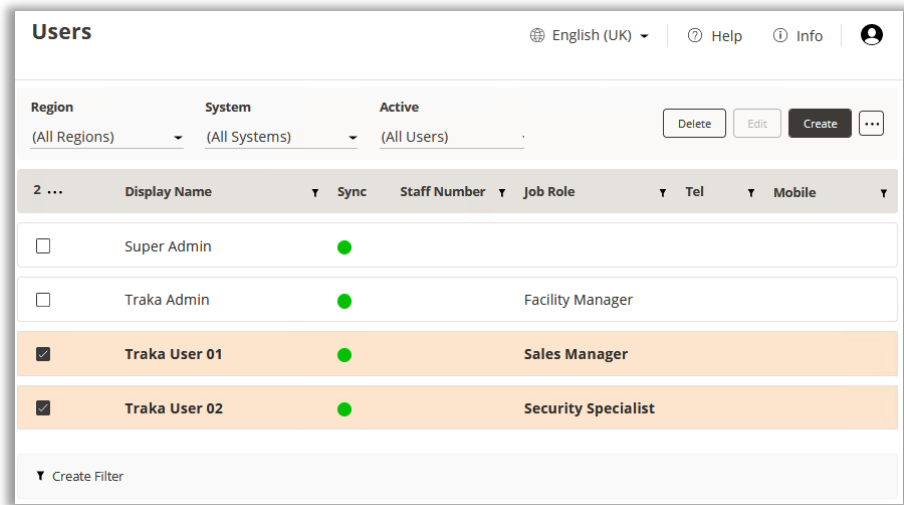 Users
English (UK) Help Info
Region System Active
(All Regions) (All Systems) (All Users)
Delete Edit Create ...
2 ... Display Name Sync Staff Number Job Role Tel Mobile
Super Admin
Traka Admin Facility Manager
Traka User 01 Sales Manager
Traka User 02 Security Specialist
Create Filter